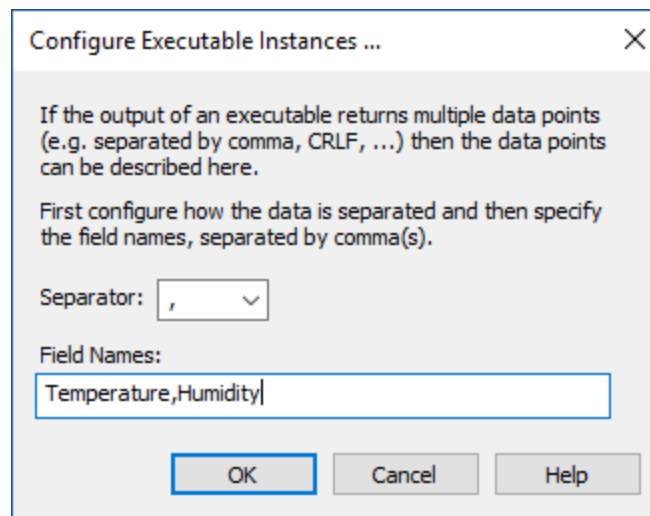 Configure Executable Instances ...
If the output of an executable returns multiple data points
(e.g. separated by comma, CRLF, ...) then the data points
can be described here.
First configure how the data is separated and then specify
the field names, separated by comma(s).
Separator: ,
Field Names:
Temperature,Humidity
OK Cancel Help